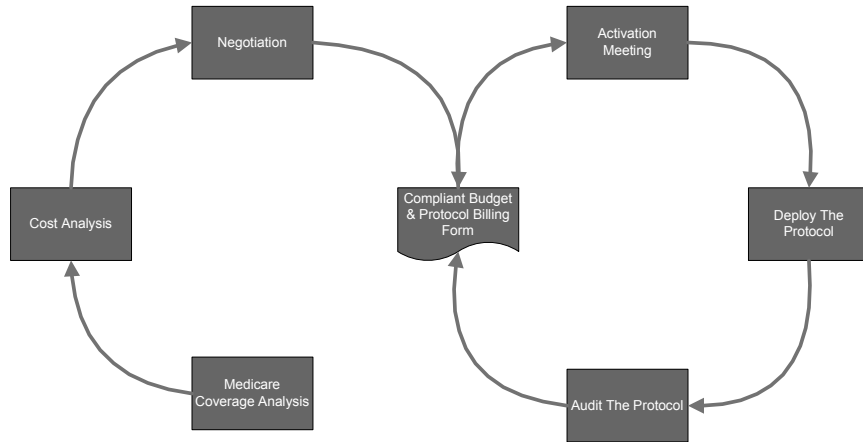 Negotiation
Activation
Meeting
Cost Analysis
Compliant Budget
& Protocol Billing
Form
Deploy The
Protocol
Medicare
Coverage Analysis
Audit The Protocol